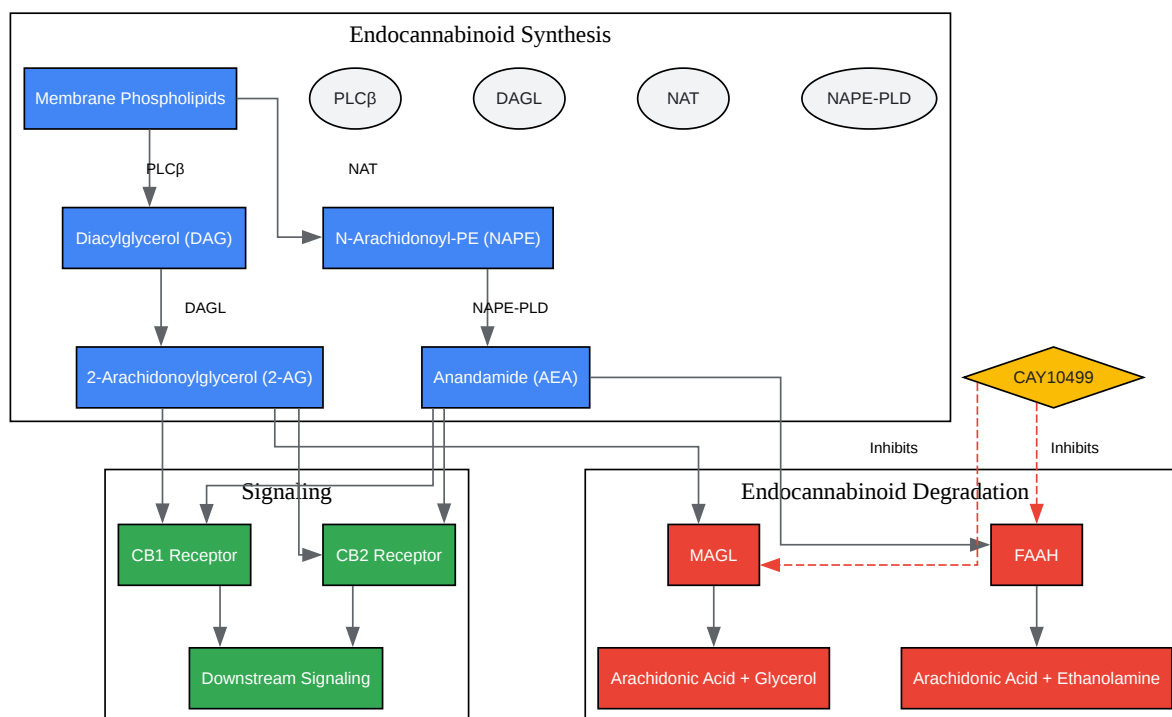 Endocannabinoid Synthesis
Membrane Phospholipids
PLCβ
DAGL
NAT
NAPE-PLD
PLCβ
NAT
Diacylglycerol (DAG)
N-Arachidonoyl-PE (NAPE)
DAGL
NAPE-PLD
2-Arachidonoylglycerol (2-AG)
Anandamide (AEA)
CAY10499
Inhibits
Inhibits
Signaling
Endocannabinoid Degradation
CB1 Receptor
CB2 Receptor
MAGL
FAAH
Downstream Signaling
Arachidonic Acid + Glycerol
Arachidonic Acid + Ethanolamine